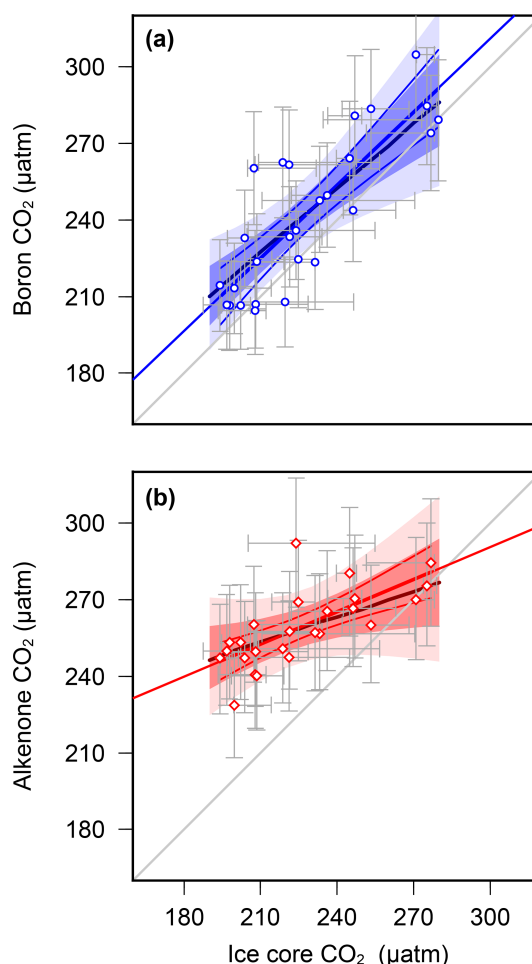 (a)
300
270
240
210
180
Boron CO₂ (µatm)
(b)
300
270
240
210
180
Alkenone CO₂ (µatm)
180 210 240 270 300
Ice core CO₂ (µatm)